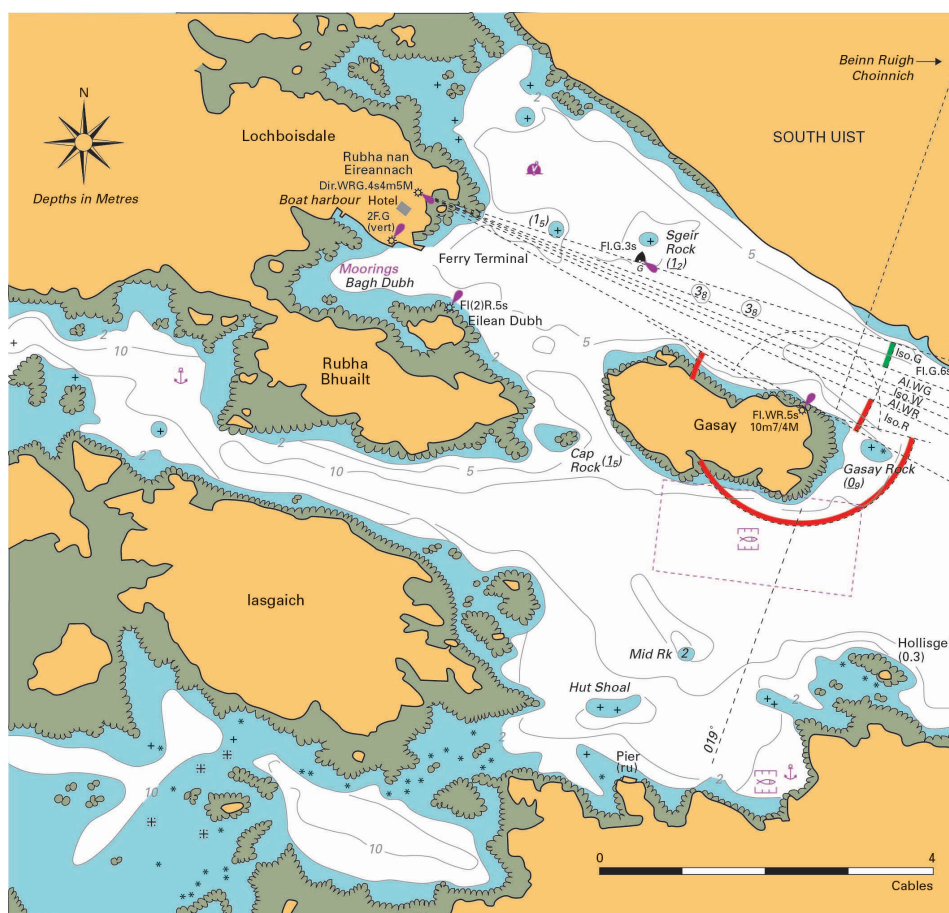 Beinn Ruigh
Choinnich
N
Depths in Metres
Lochboisdale
SOUTH UIST
2
Rubha nan
Eireannach
Dir.WRG.4s4m5M
V
Boat harbour
Hotel
2F.G
(vert)
(1₅)
Fl.G.3s
G
Sgeir
Rock
(1₂)
5
Ferry Terminal
Moorings
Bagh Dubh
3₈
3₈
Fl(2)R.5s
Eilean Dubh
2
10
5
Iso.G
Fl.G.6s
Al.WG
Iso.W
Al.WR
Iso.R
Rubha
Bhuailt
Gasay
Fl.WR.5s
10m7/4M
2
10
5
Cap
Rock (1₅)
Gasay Rock
(0₉)
Iasgaich
Mid Rk
2
Hollisgeir
(0.3)
Hut Shoal
2
2
019°
Pier
(ru)
2
10
10
0
4
Cables